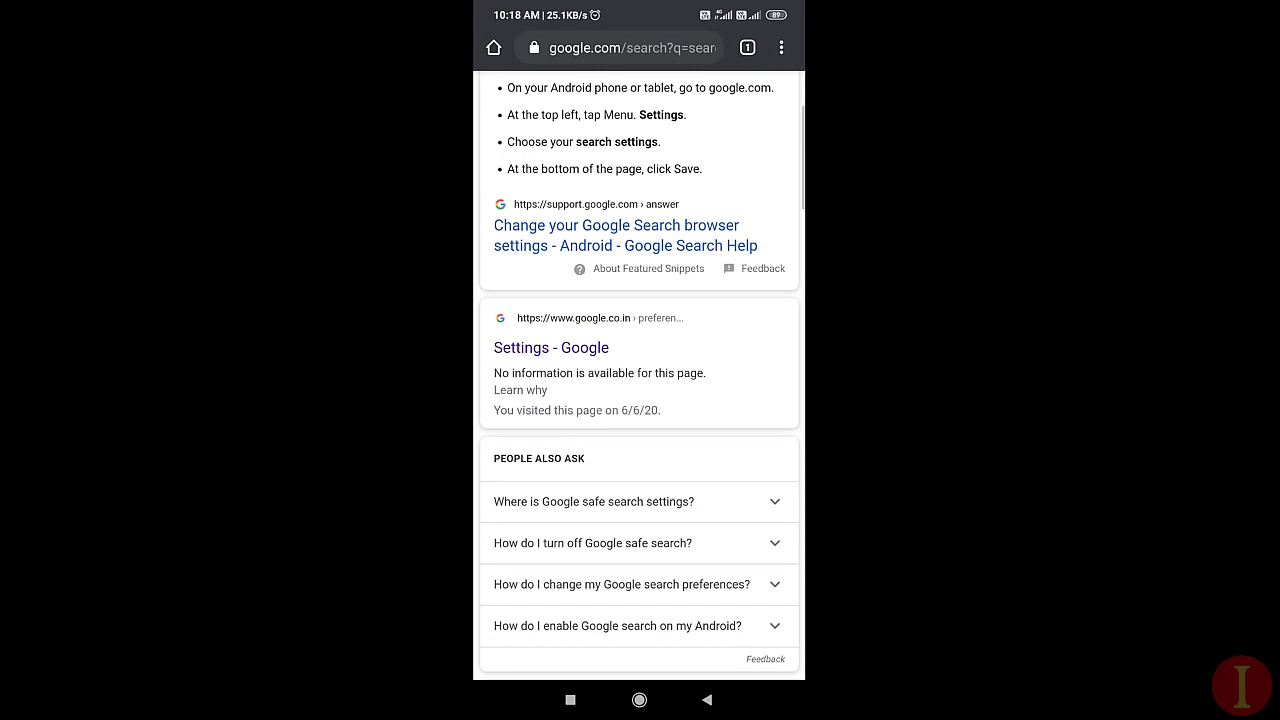 10:18 AM | 25.1KB/s
89
google.com/search?q=sear
1
• On your Android phone or tablet, go to google.com.
• At the top left, tap Menu. Settings.
• Choose your search settings.
• At the bottom of the page, click Save.
https://support.google.com › answer
Change your Google Search browser
settings - Android - Google Search Help
About Featured Snippets
Feedback
https://www.google.co.in › preferen...
Settings - Google
No information is available for this page.
Learn why
You visited this page on 6/6/20.
PEOPLE ALSO ASK
Where is Google safe search settings?
How do I turn off Google safe search?
How do I change my Google search preferences?
How do I enable Google search on my Android?
Feedback
I